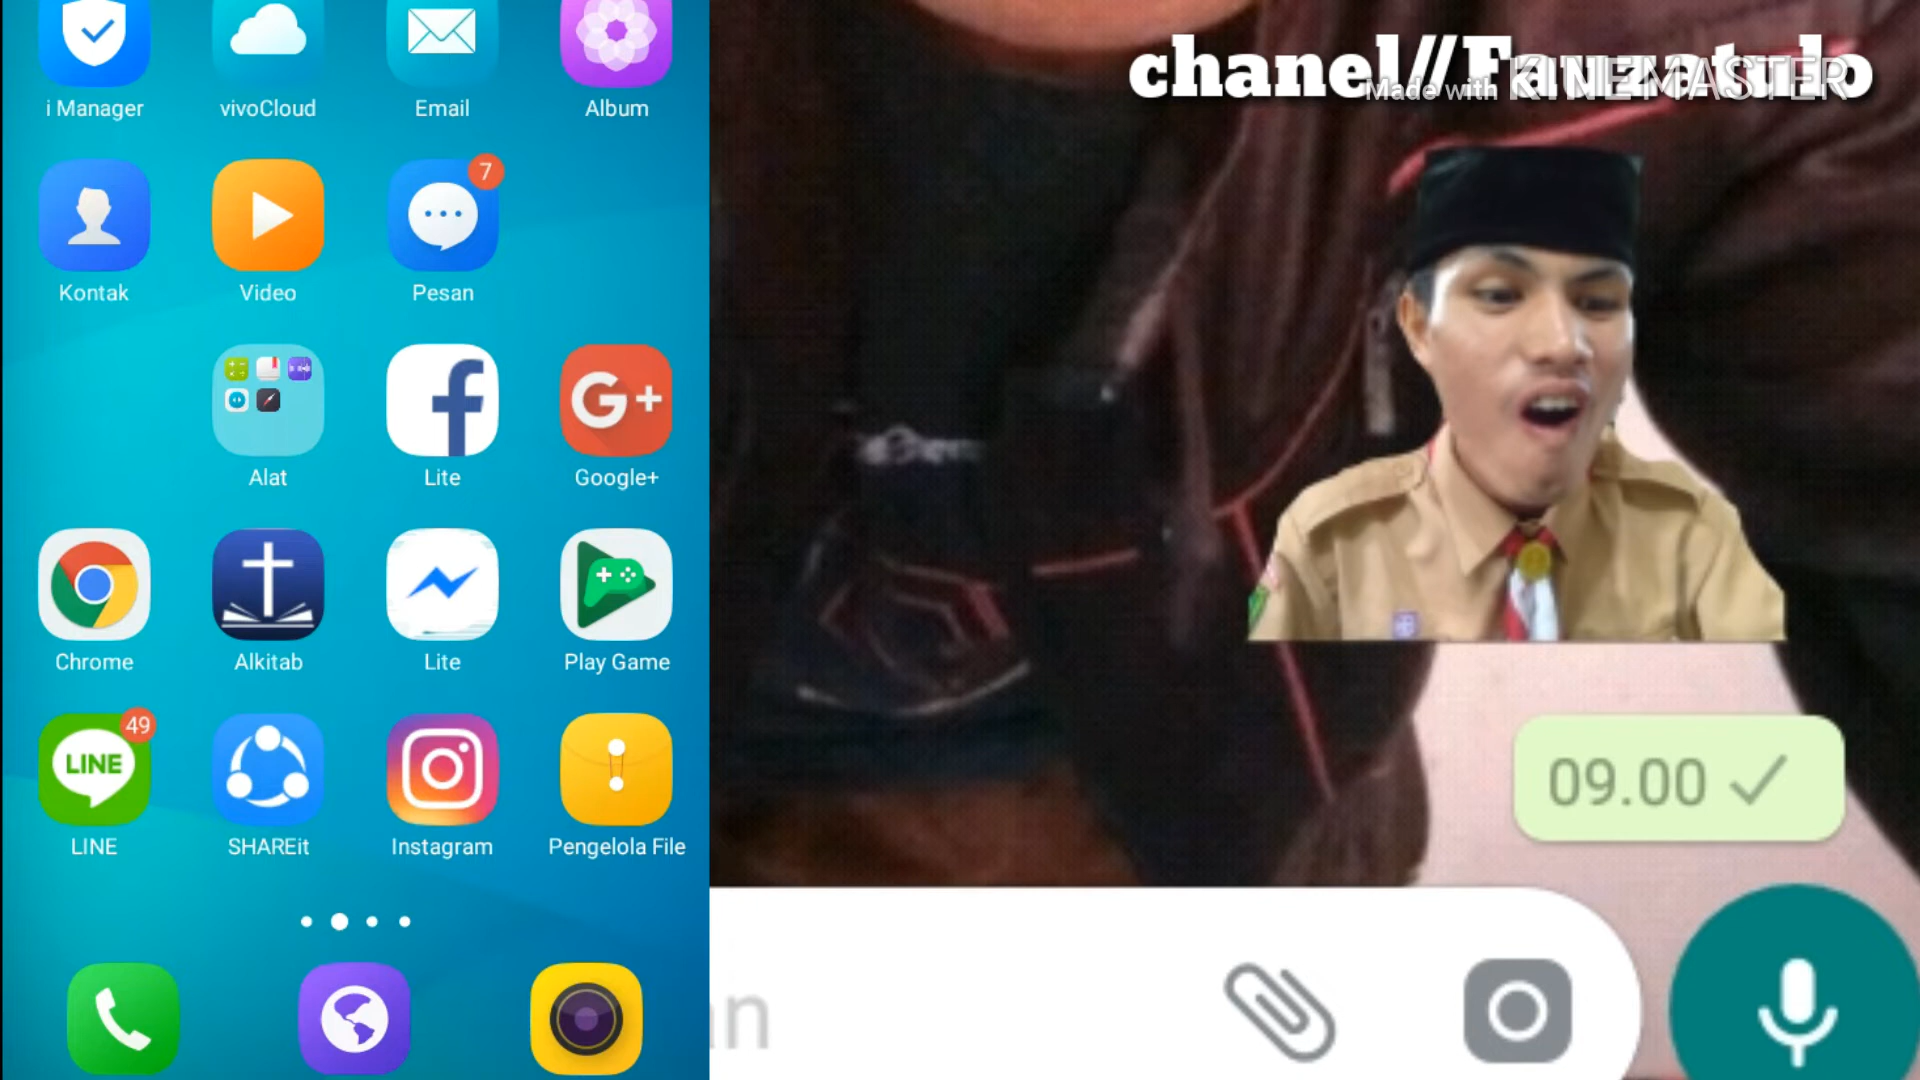 i Manager
vivoCloud
Email
Album
7
Kontak
Video
Pesan
Alat
Lite
Google+
Chrome
Alkitab
Lite
Play Game
49
LINE
LINE
SHAREit
Instagram
Pengelola File
chanel//
Made with KINEMASTER
09.00
an